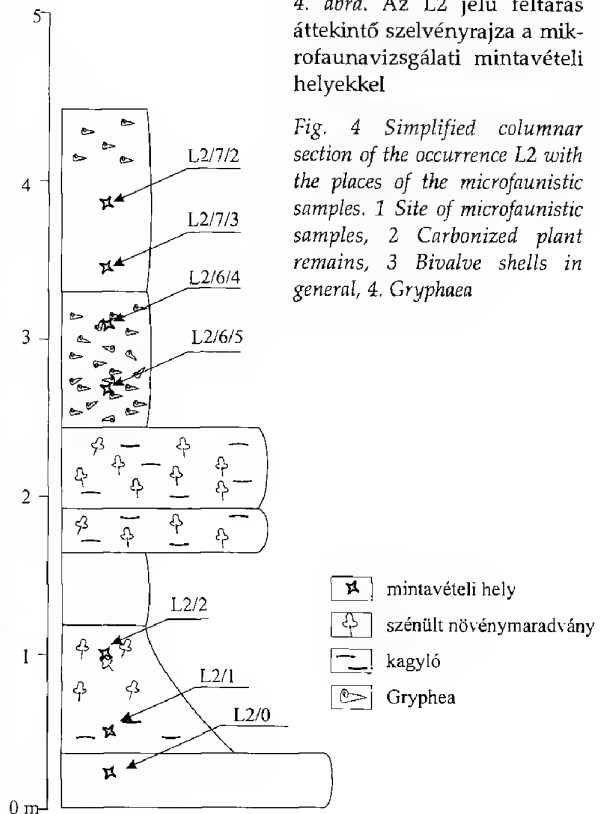 4. ábra. Az L2 jelű feltárás
áttekintő szelvényrajza a mik-
rofaunavizsgálati mintavételi
helyekkel
Fig. 4 Simplified columnar
section of the occurrence L2 with
the places of the microfaunistic
samples. 1 Site of microfaunistic
samples, 2 Carbonized plant
remains, 3 Bivalve shells in
general, 4. Gryphaea
5
4
3
2
1
0 m
L2/7/2
L2/7/3
L2/6/4
L2/6/5
L2/2
L2/1
L2/0
mintavételi hely
szénült növénymaradvány
kagyló
Gryphea